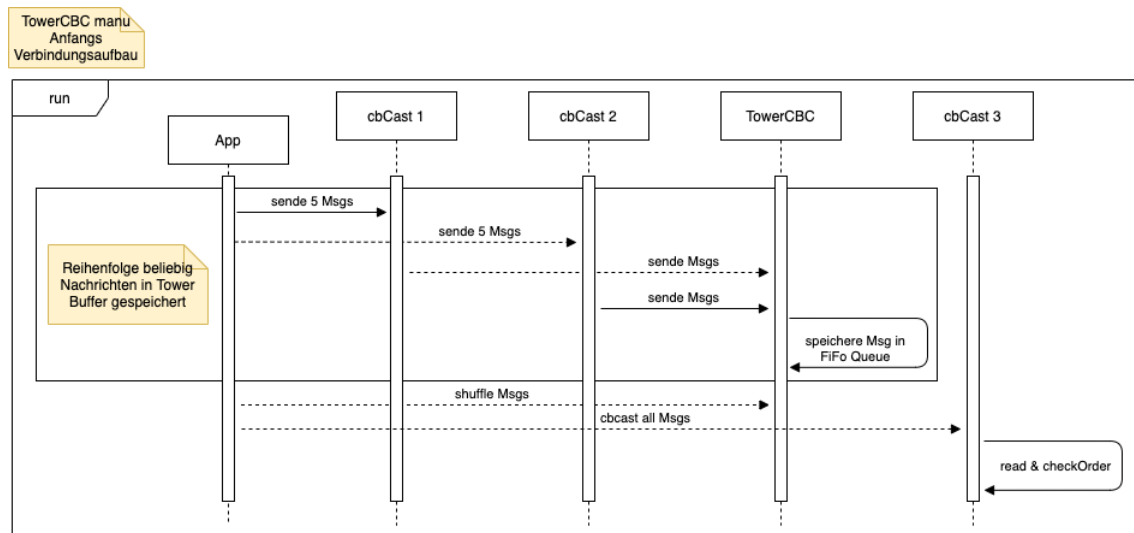 TowerCBC manu
Anfangs
Verbindungsaufbau
run
App
cbCast 1
cbCast 2
TowerCBC
cbCast 3
sende 5 Msgs
sende 5 Msgs
Reihenfolge beliebig
Nachrichten in Tower
Buffer gespeichert
sende Msgs
sende Msgs
speichere Msg in
FiFo Queue
shuffle Msgs
cbcast all Msgs
read & checkOrder